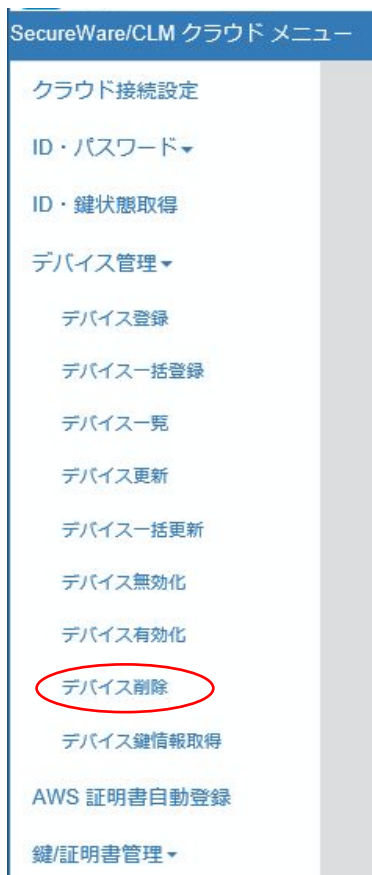 SecureWare/CLM クラウド メニュー
クラウド接続設定
ID・パスワード
ID・鍵状態取得
デバイス管理
デバイス登録
デバイス一括登録
デバイス一覧
デバイス更新
デバイス一括更新
デバイス無効化
デバイス有効化
デバイス削除
デバイス鍵情報取得
AWS 証明書自動登録
鍵/証明書管理